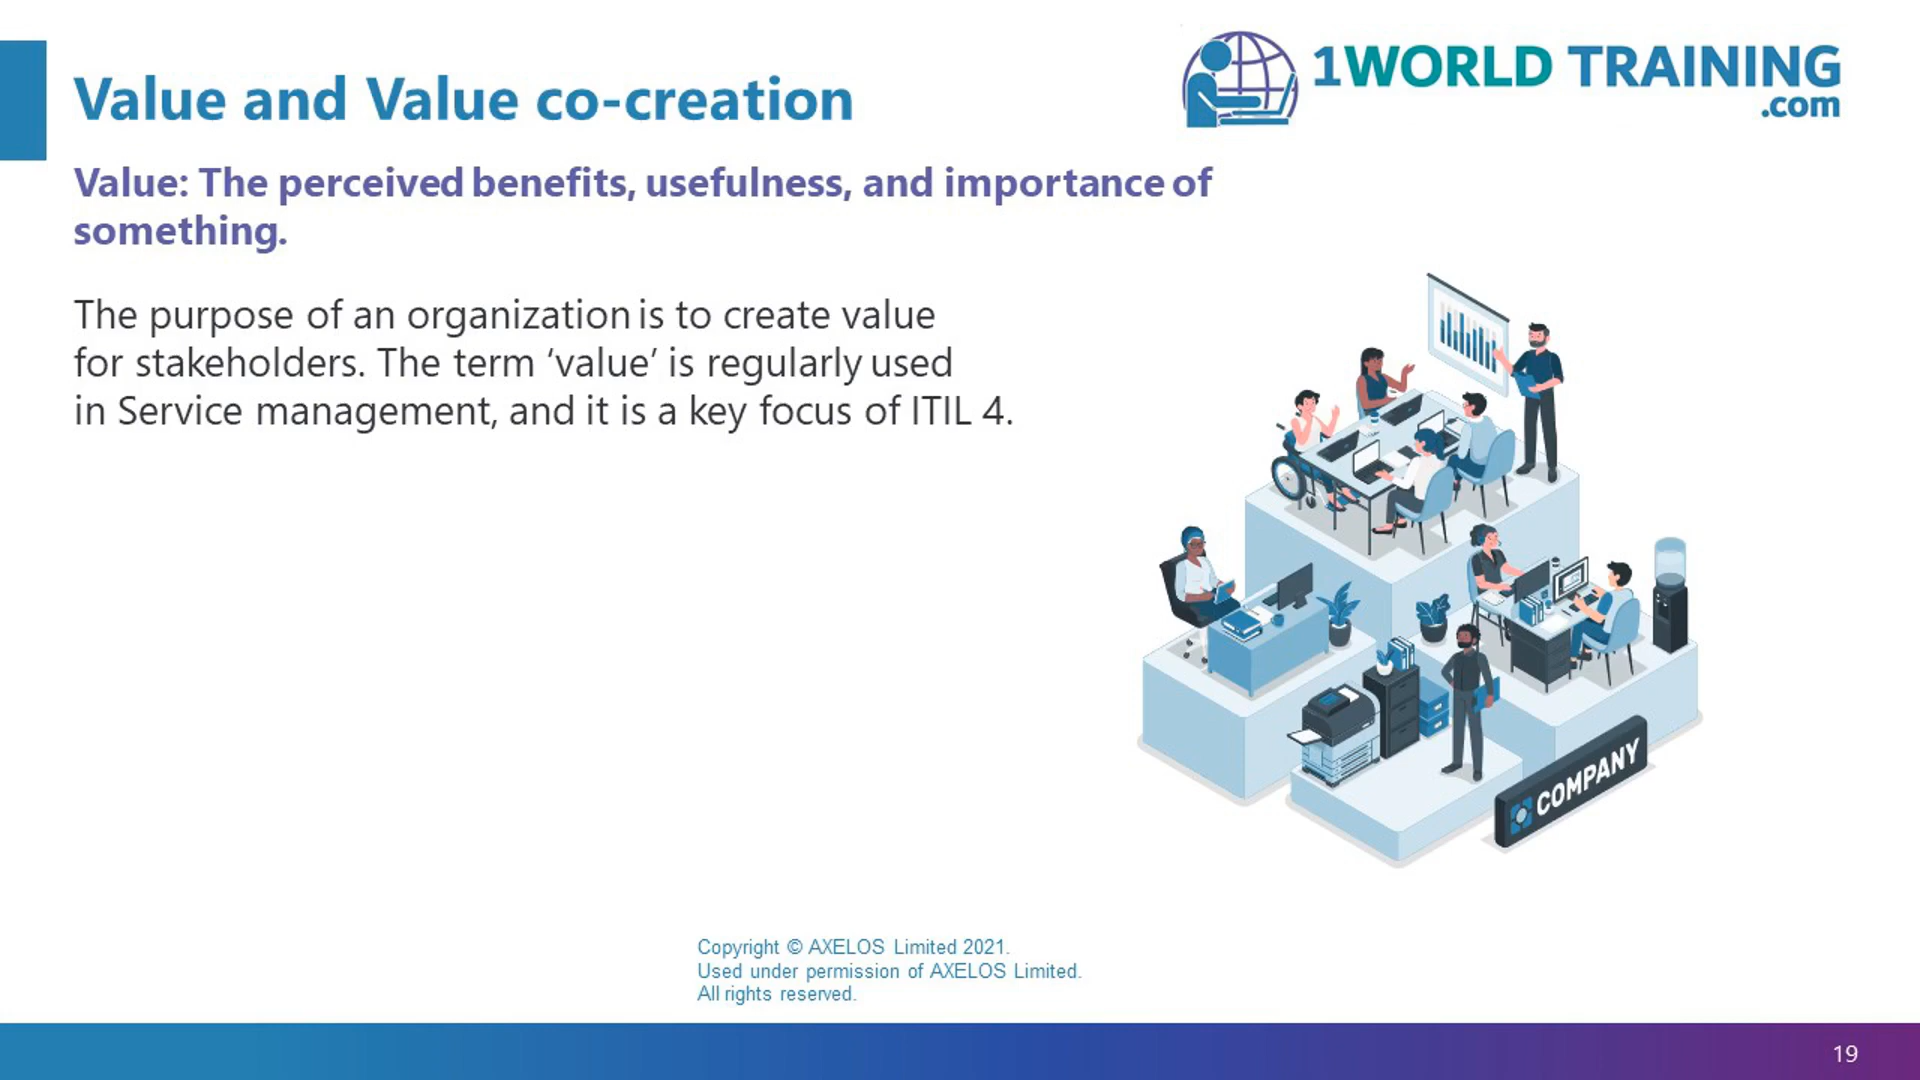 1WORLD TRAINING
.com
Value and Value co-creation
Value: The perceived benefits, usefulness, and importance of
something.
The purpose of an organization is to create value
for stakeholders. The term ‘value’ is regularly used
in Service management, and it is a key focus of ITIL 4.
COMPANY
Copyright © AXELOS Limited 2021.
Used under permission of AXELOS Limited.
All rights reserved.
19